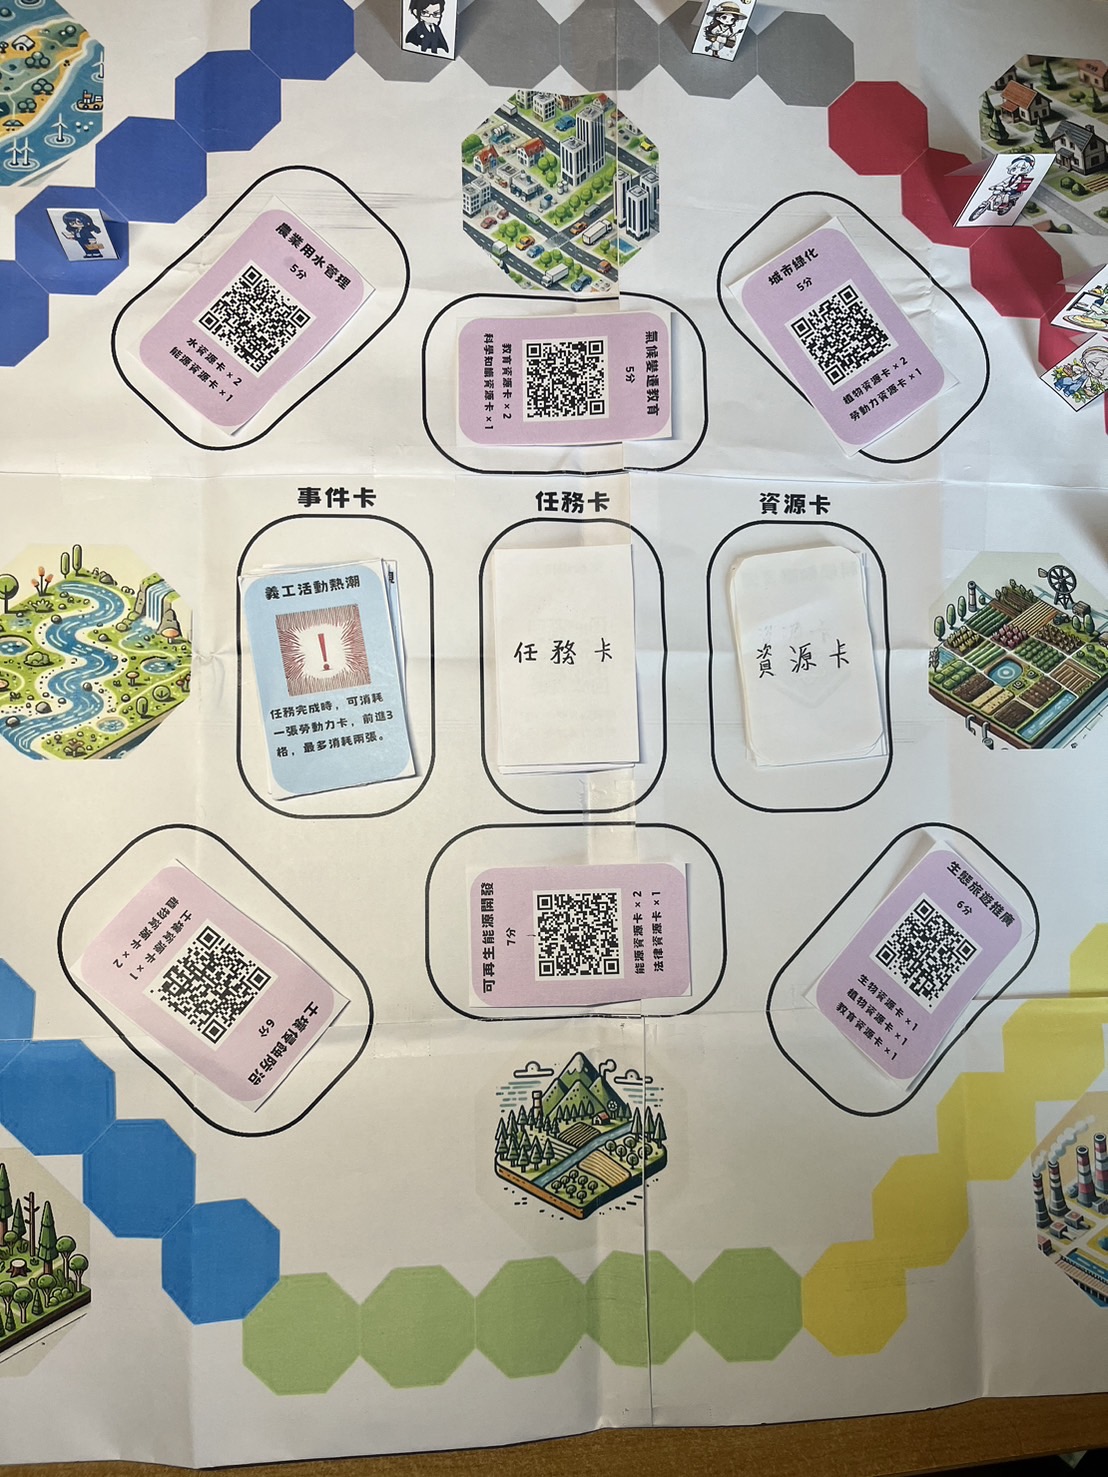 農業用水管理
5分
水資源卡×2
能源資源卡×1
氣候變遷教育
5分
教育資源卡×2
科學知識資源卡×1
城市綠化
5分
植物資源卡×2
勞動力資源卡×1
事件卡
任務卡
資源卡
義工活動熱潮
!
任務完成時，可消耗
一張勞動力卡，前進3
格，最多消耗兩張。
任務卡
資源卡
土壤侵蝕防治
6分
土壤資源卡×1
植物資源卡×2
可再生能源開發
7分
能源資源卡×2
法律資源卡×1
生態旅遊推廣
6分
生物資源卡×1
植物資源卡×1
教育資源卡×1